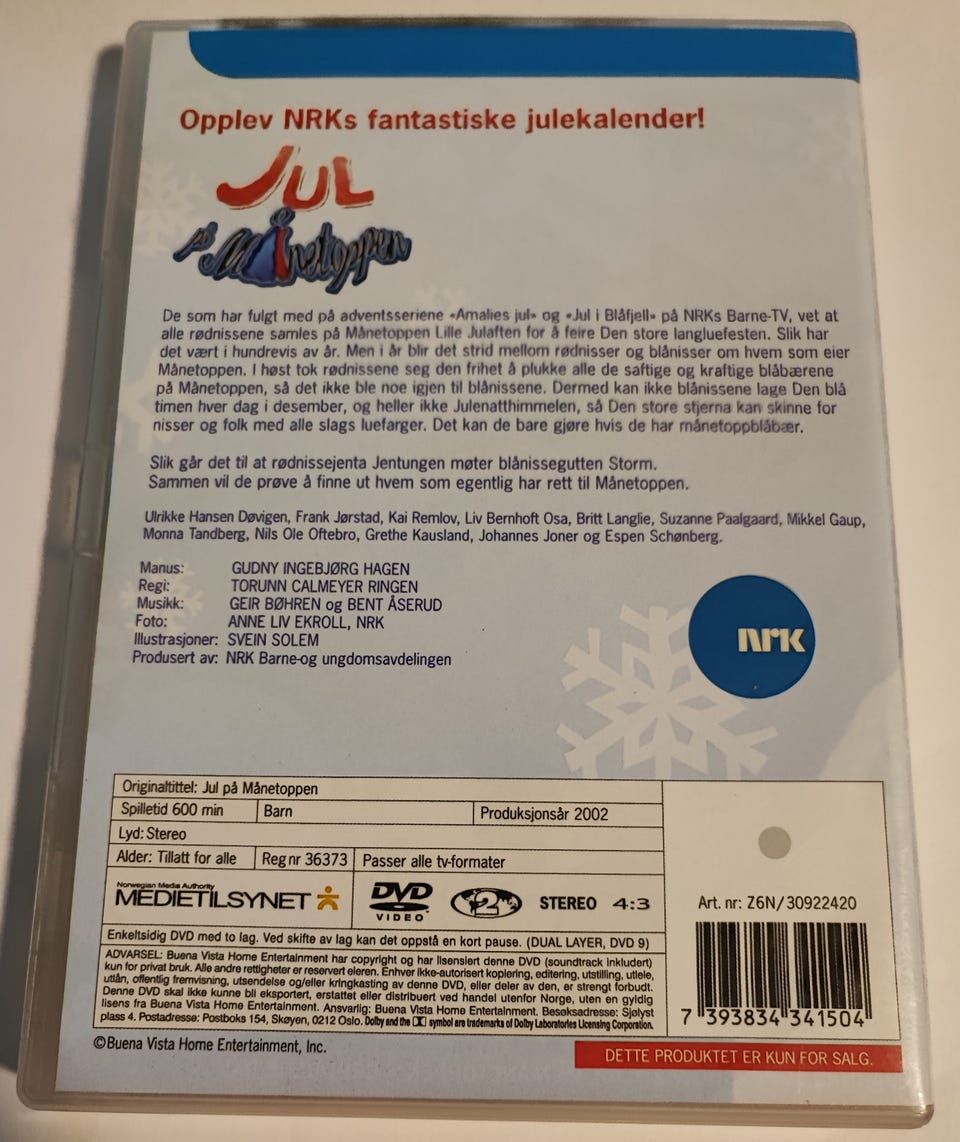 Opplev NRKs fantastiske julekalender!
JUL
på Månetoppen
De som har fulgt med på adventsseriene «Amalies jul» og «Jul i Blåfjell» på NRKs Barne-TV, vet at
alle rødnissene samles på Månetoppen Lille Julaften for å feire Den store langluefesten. Slik har
det vært i hundrevis av år. Men i år blir det strid mellom rødnisser og blånisser om hvem som eier
Månetoppen. I høst tok rødnissene seg den frihet å plukke alle de saftige og kraftige blåbærene
på Månetoppen, så det ikke ble noe igjen til blånissene. Dermed kan ikke blånissene lage Den blå
timen hver dag i desember, og heller ikke Julenatthimmelen, så Den store stjerna kan skinne for
nisser og folk med alle slags luefarger. Det kan de bare gjøre hvis de har månetoppblåbær.
Slik går det til at rødnissejenta Jentungen møter blånissegutten Storm.
Sammen vil de prøve å finne ut hvem som egentlig har rett til Månetoppen.
Ulrikke Hansen Døvigen, Frank Jørstad, Kai Remlov, Liv Bernhoft Osa, Britt Langlie, Suzanne Paalgaard, Mikkel Gaup,
Monna Tandberg, Nils Ole Oftebro, Grethe Kausland, Johannes Joner og Espen Schønberg.
Manus: GUDNY INGEBJØRG HAGEN
Regi: TORUNN CALMEYER RINGEN
Musikk: GEIR BØHREN og BENT ÅSERUD
Foto: ANNE LIV EKROLL, NRK
Illustrasjoner: SVEIN SOLEM
Produsert av: NRK Barne-og ungdomsavdelingen
NRK
Originaltittel: Jul på Månetoppen
Spilletid 600 min Barn Produksjonsår 2002
Lyd: Stereo
Alder: Tillatt for alle Reg nr 36373 Passer alle tv-formater
Norwegian Media Authority
MEDIETILSYNET
DVD VIDEO 2 STEREO 4:3
Art. nr: Z6N/30922420
Enkeltsidig DVD med to lag. Ved skifte av lag kan det oppstå en kort pause. (DUAL LAYER, DVD 9)
ADVARSEL: Buena Vista Home Entertainment har copyright og har lisensiert denne DVD (soundtrack inkludert)
kun for privat bruk. Alle andre rettigheter er reservert eieren. Enhver ikke-autorisert kopiering, editering, utstilling, utleie,
utlån, offentlig fremvisning, utsendelse og/eller kringkasting av denne DVD, eller deler av den, er strengt forbudt.
Denne DVD skal ikke kunne bli eksportert, erstattet eller distribuert ved handel utenfor Norge, uten en gyldig
lisens fra Buena Vista Home Entertainment. Ansvarlig: Buena Vista Home Entertainment. Besøksadresse: Sjølyst
plass 4. Postadresse: Postboks 154, Skøyen, 0212 Oslo. Dolby and the DD symbol are trademarks of Dolby Laboratories Licensing Corporation.
7 393834 341504
©Buena Vista Home Entertainment, Inc.
DETTE PRODUKTET ER KUN FOR SALG.